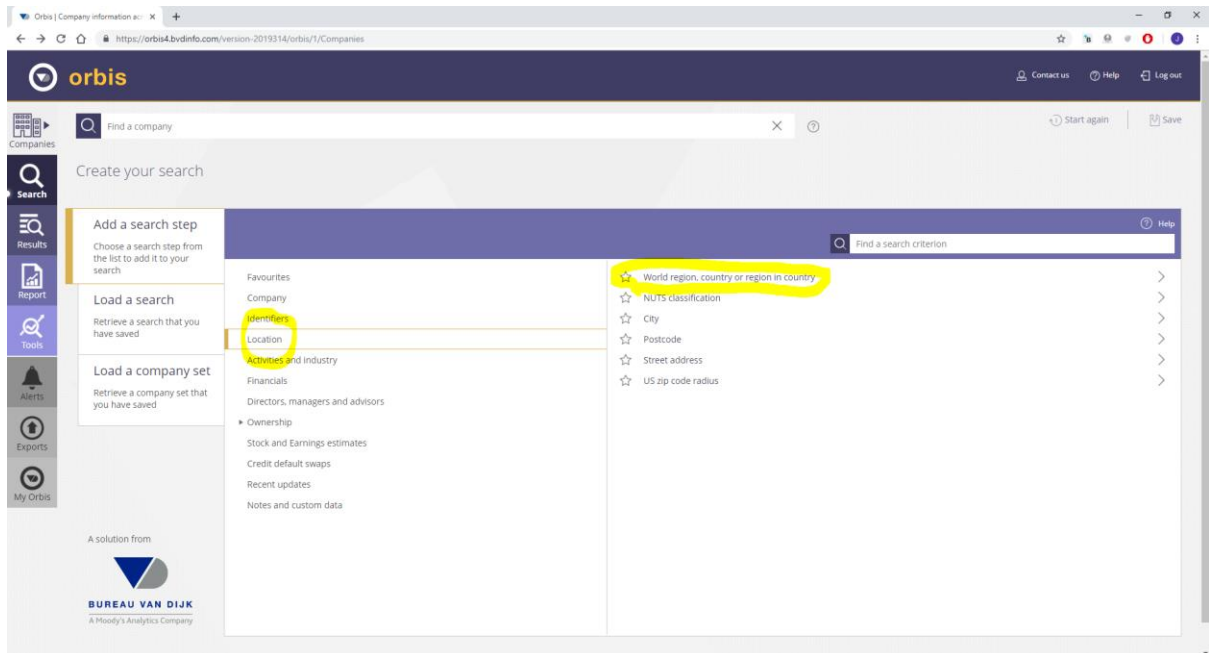 Orbis | Company information ac
https://orbis4.bvdinfo.com/version-2019314/orbis/1/Companies
orbis
Contact us
Help
Log out
Companies
Find a company
Start again
Save
Create your search
Search
Results
Report
Tools
Alerts
Exports
My Orbis
Add a search step
Choose a search step from
the list to add it to your
search
Load a search
Retrieve a search that you
have saved
Load a company set
Retrieve a company set that
you have saved
Help
Find a search criterion
Favourites
Company
Identifiers
Location
Activities and industry
Financials
Directors, managers and advisors
Ownership
Stock and Earnings estimates
Credit default swaps
Recent updates
Notes and custom data
World region, country or region in country
NUTS classification
City
Postcode
Street address
US zip code radius
A solution from
BUREAU VAN DIJK
A Moody's Analytics Company